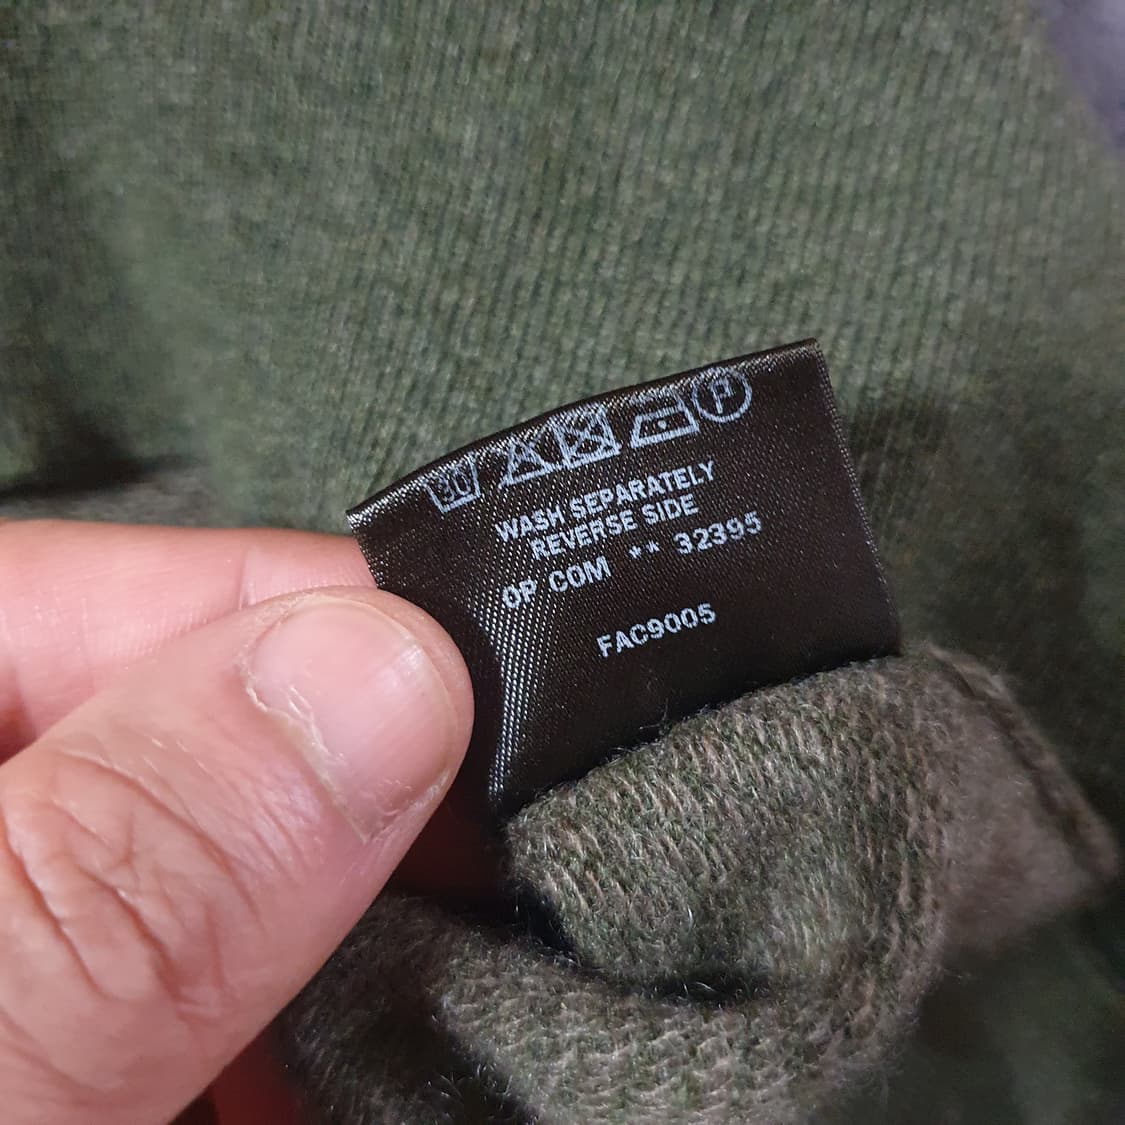 30 P
WASH SEPARATELY
REVERSE SIDE
OP COM ** 32395
FAC9005